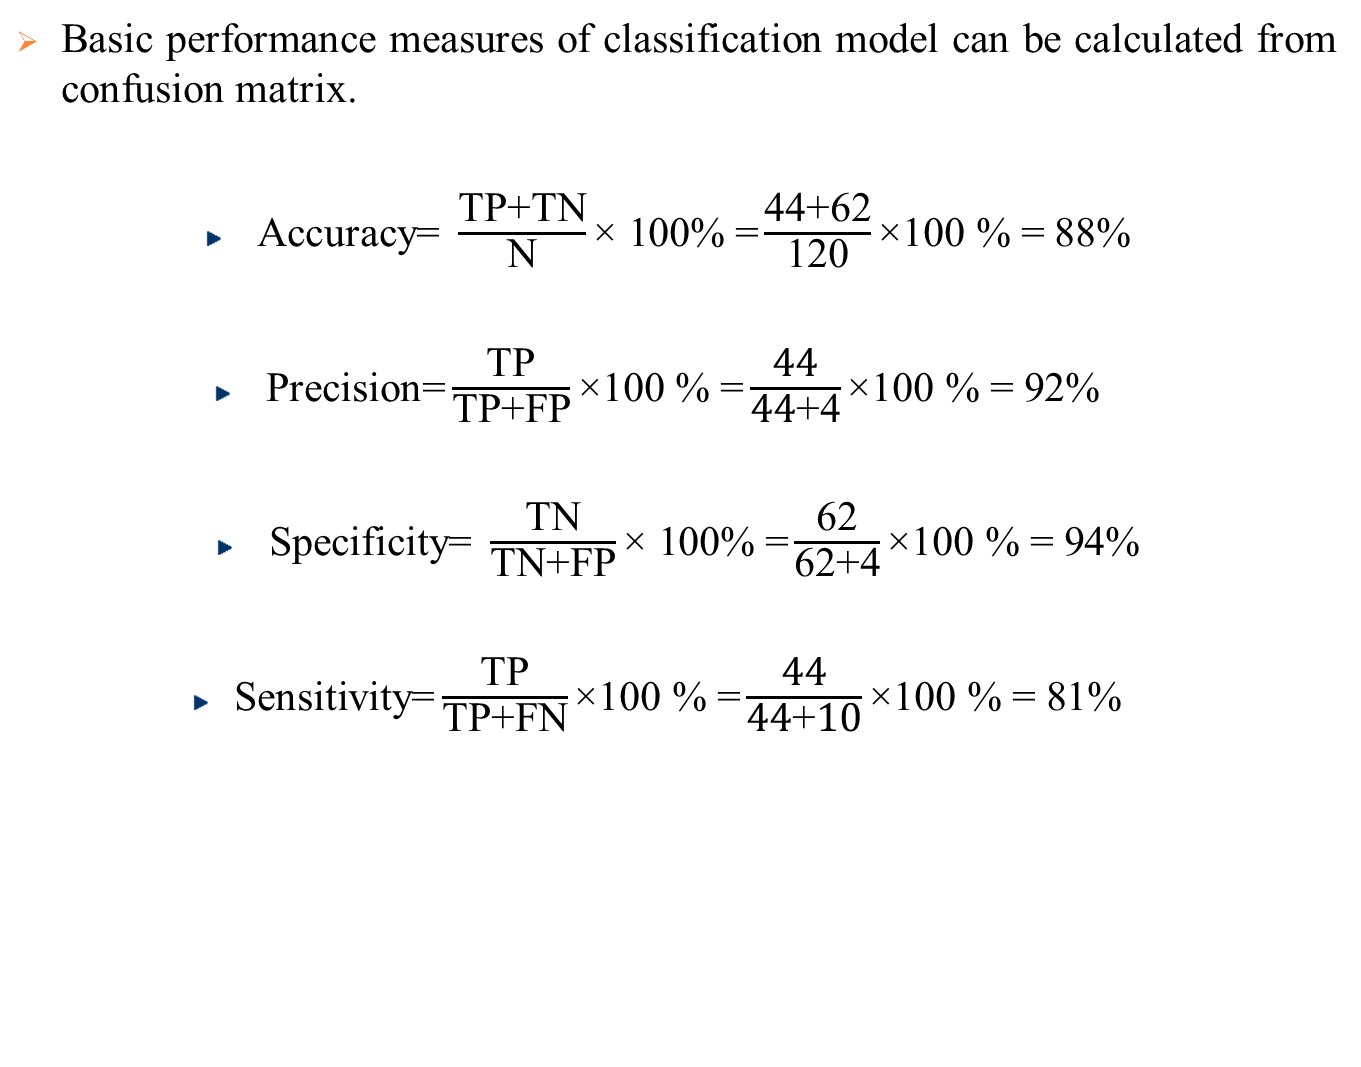 Basic performance measures of classification model can be calculated from
confusion matrix.
Accuracy= TP+TN/N × 100% = 44+62/120 ×100 % = 88%
Precision= TP/TP+FP ×100 % = 44/44+4 ×100 % = 92%
Specificity= TN/TN+FP × 100% = 62/62+4 ×100 % = 94%
Sensitivity= TP/TP+FN ×100 % = 44/44+10 ×100 % = 81%